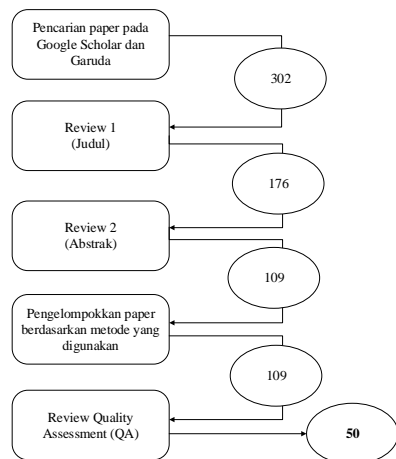 Pencarian paper pada
Google Scholar dan
Garuda
302
Review 1
(Judul)
176
Review 2
(Abstrak)
109
Pengelompokkan paper
berdasarkan metode yang
digunakan
109
Review Quality
Assessment (QA)
50